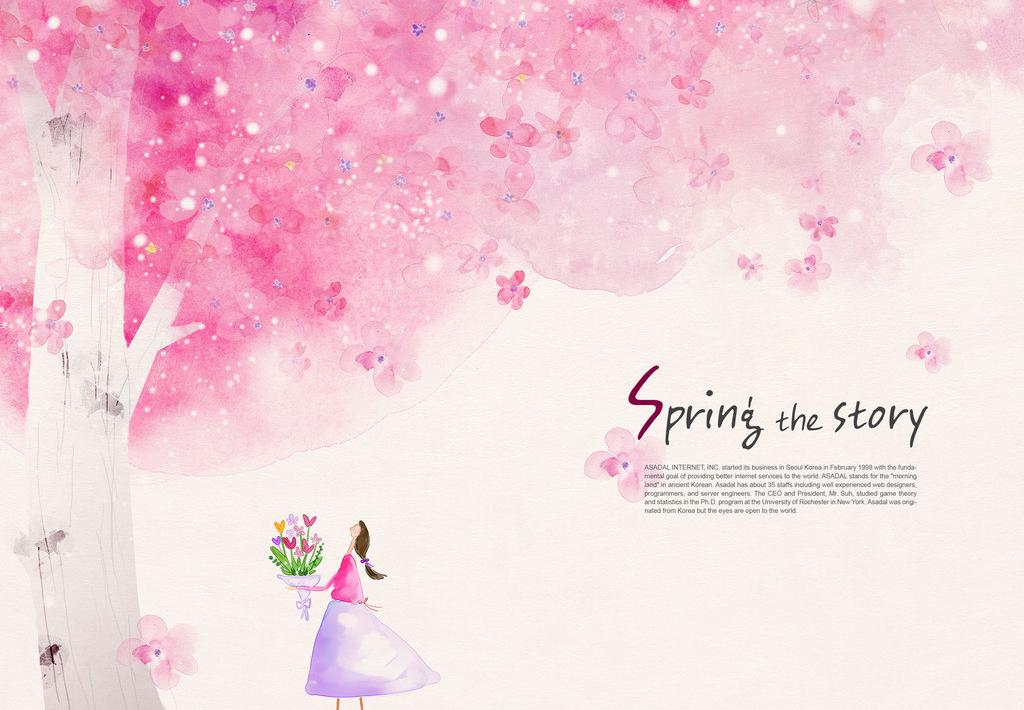 Spring the story
ASADAL INTERNET, INC. started its business in Seoul Korea in February 1998 with the funda-
mental goal of providing better internet services to the world. ASADAL stands for the "morning
land" in ancient Korean. Asadal has about 35 staffs including well experienced web designers,
programmers, and server engineers. The CEO and President, Mr. Suh, studied game theory
and statistics in the Ph.D. program at the University of Rochester in New York. Asadal was origi-
nated from Korea but the eyes are open to the world.